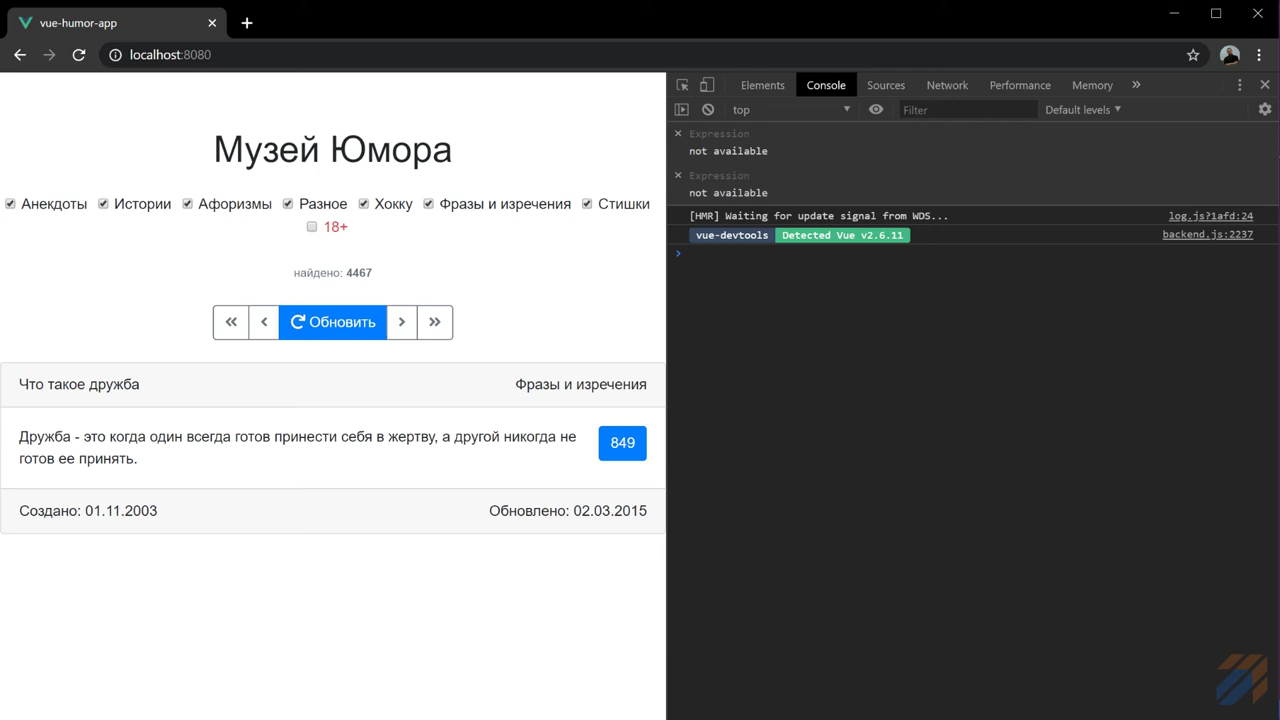 vue-humor-app
localhost:8080
Музей Юмора
Анекдоты Истории Афоризмы Разное Хокку Фразы и изречения Стишки
18+
найдено: 4467
Обновить
Что такое дружба Фразы и изречения
Дружба - это когда один всегда готов принести себя в жертву, а другой никогда не
готов ее принять.
849
Создано: 01.11.2003 Обновлено: 02.03.2015
Elements Console Sources Network Performance Memory
top Filter Default levels
Expression
not available
Expression
not available
[HMR] Waiting for update signal from WDS... log.js?1afd:24
vue-devtools Detected Vue v2.6.11 backend.js:2237